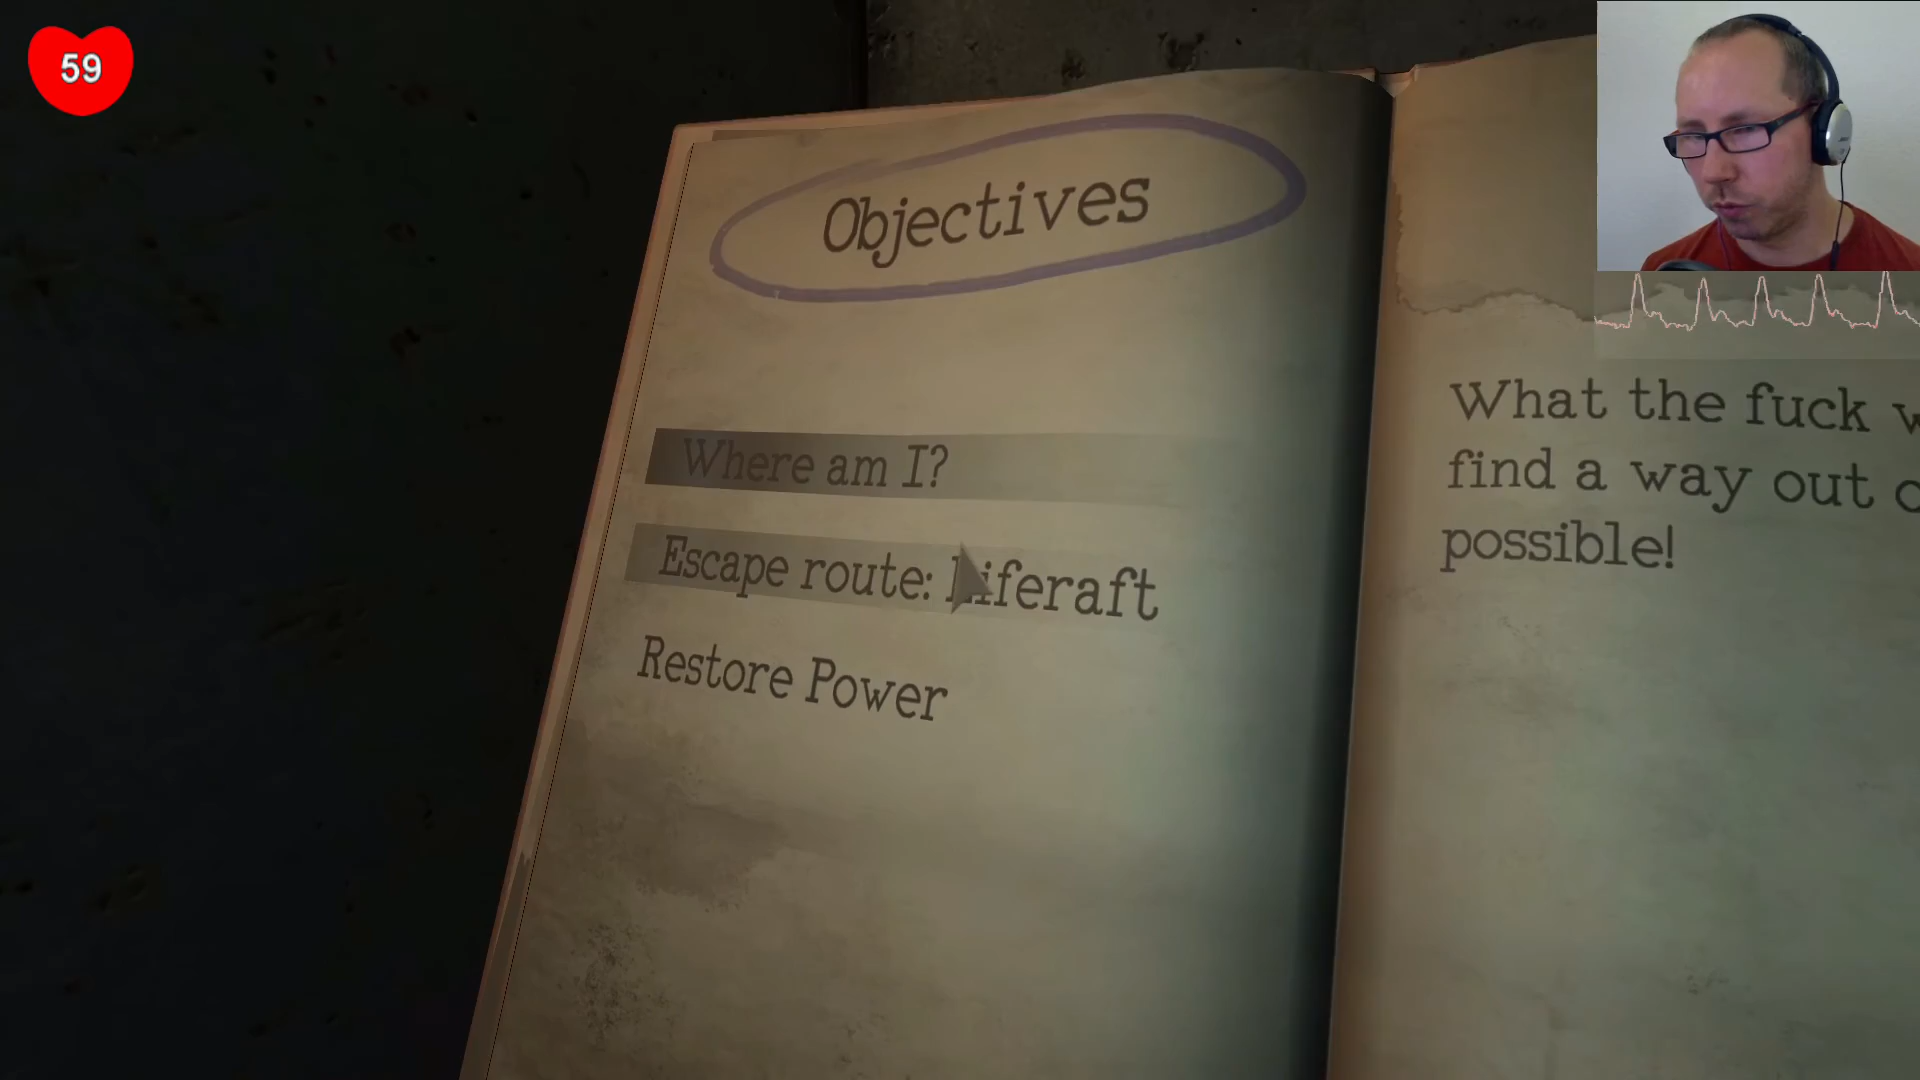 59
Objectives
Where am I?
Escape route: Liferaft
Restore Power
What the fuck
find a way out
possible!